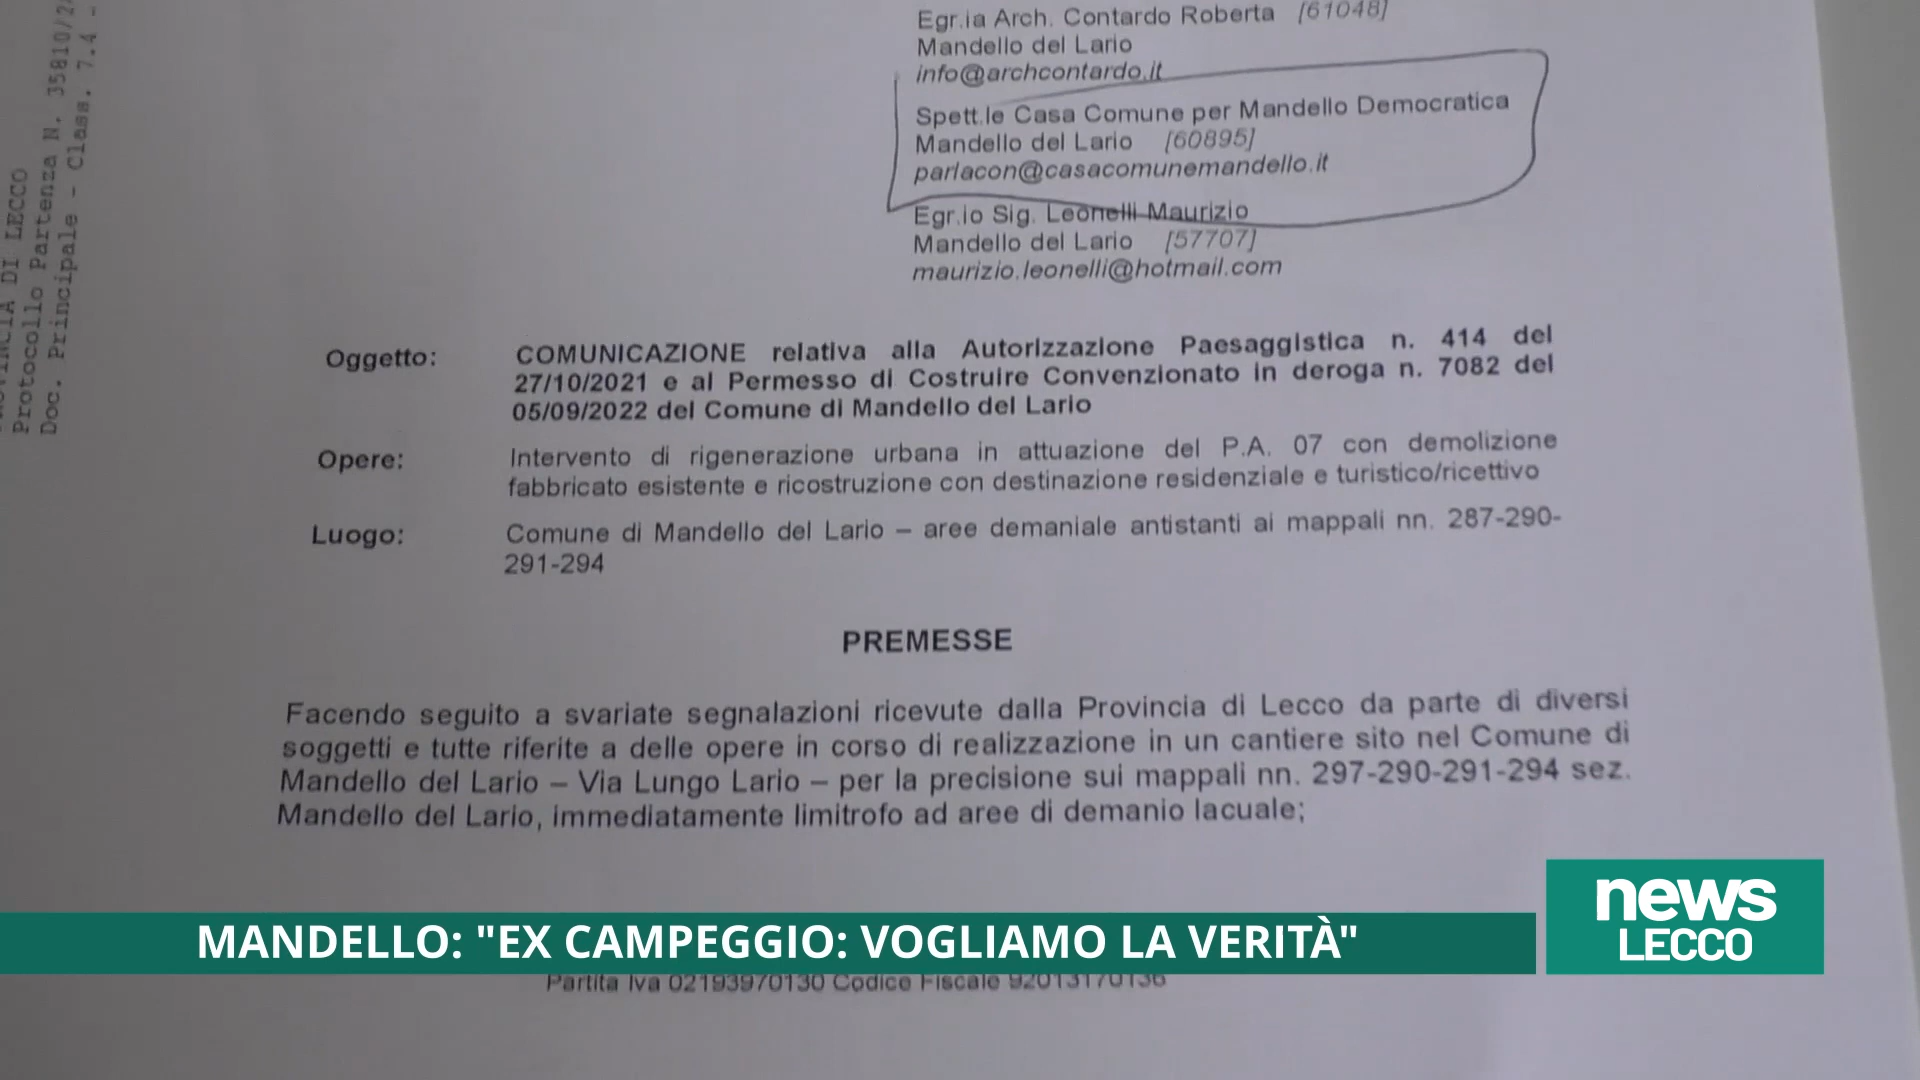 PROVINCIA DI LECCO
Protocollo Partenza N. 35810/2
Doc. Principale - Class. 7.4 -
Egr.ia Arch. Contardo Roberta [61048]
Mandello del Lario
info@archcontardo.it
Spett.le Casa Comune per Mandello Democratica
Mandello del Lario [60895]
parlacon@casacomunemandello.it
Egr.io Sig. Leonelli Maurizio
Mandello del Lario [57707]
maurizio.leonelli@hotmail.com
Oggetto: COMUNICAZIONE relativa alla Autorizzazione Paesaggistica n. 414 del
27/10/2021 e al Permesso di Costruire Convenzionato in deroga n. 7082 del
05/09/2022 del Comune di Mandello del Lario
Opere: Intervento di rigenerazione urbana in attuazione del P.A. 07 con demolizione
fabbricato esistente e ricostruzione con destinazione residenziale e turistico/ricettivo
Luogo: Comune di Mandello del Lario – aree demaniale antistanti ai mappali nn. 287-290-
291-294
PREMESSE
Facendo seguito a svariate segnalazioni ricevute dalla Provincia di Lecco da parte di diversi
soggetti e tutte riferite a delle opere in corso di realizzazione in un cantiere sito nel Comune di
Mandello del Lario – Via Lungo Lario – per la precisione sui mappali nn. 297-290-291-294 sez.
Mandello del Lario, immediatamente limitrofo ad aree di demanio lacuale;
MANDELLO: "EX CAMPEGGIO: VOGLIAMO LA VERITÀ"
news
LECCO
Partita Iva 02193970130 Codice Fiscale 92013170136